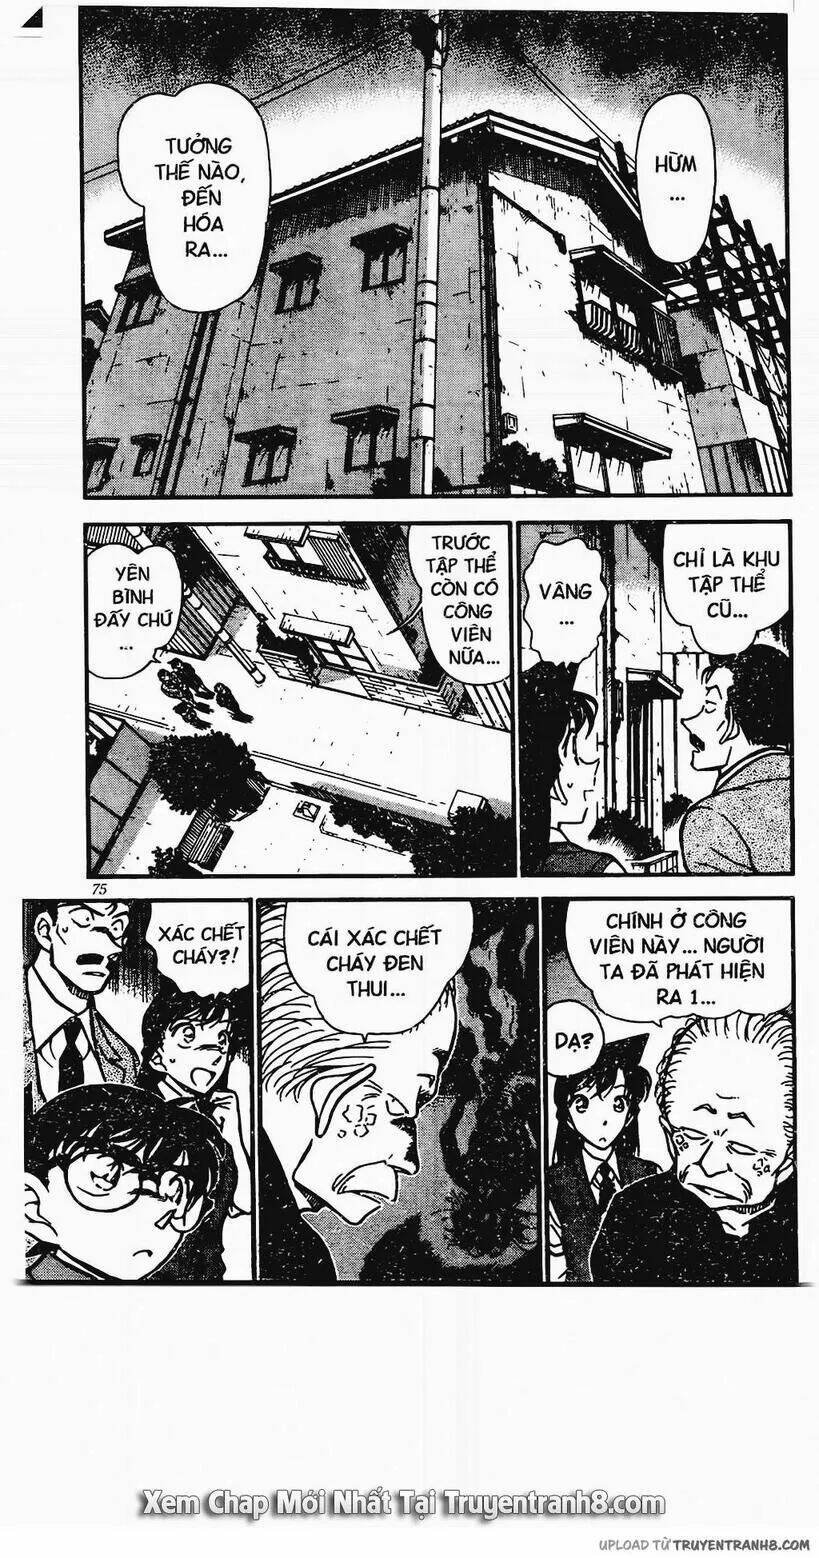 HỪM
...
TƯỞNG
THẾ NÀO,
ĐẾN
HÓA
RA...
CHỈ LÀ KHU
TẬP THỂ
CŨ...
VÂNG
...
TRƯỚC
TẬP THỂ
CÒN CÓ
CÔNG
VIÊN
NỮA...
YÊN
BÌNH
ĐẤY CHỨ
...
75
CHÍNH Ở CÔNG
VIÊN NÀY... NGƯỜI
TA ĐÃ PHÁT HIỆN
RA 1...
DẠ?
CÁI XÁC CHẾT
CHÁY ĐEN
THUI...
XÁC CHẾT
CHÁY?!
Xem Chap Mới Nhất Tại Truyentranh8.com
UPLOAD TỪ TRUYENTRANH8.COM